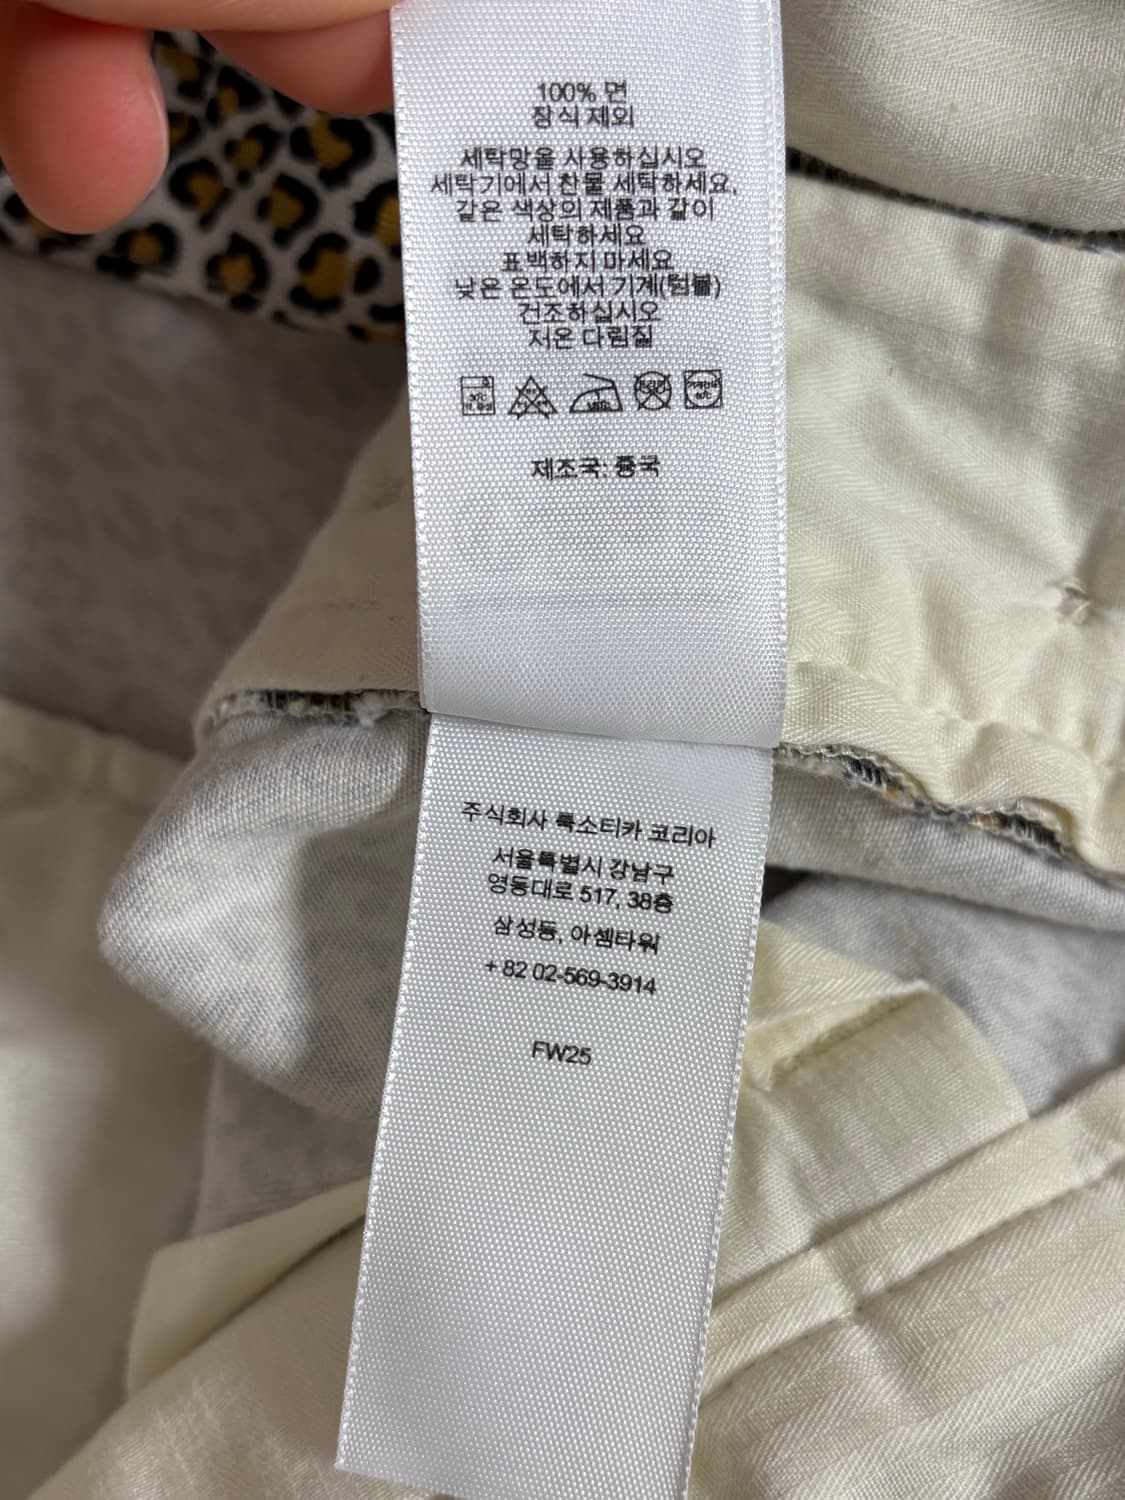 100% 면
장식 제외
세탁망을 사용하십시오
세탁기에서 찬물 세탁하세요,
같은 색상의 제품과 같이
세탁하세요
표백하지 마세요
낮은 온도에서 기계(텀블)
건조하십시오
저온 다림질
제조국: 중국
주식회사 룩소티카 코리아
서울특별시 강남구
영동대로 517, 38층
삼성동, 아셈타워
+ 82 02-569-3914
FW25